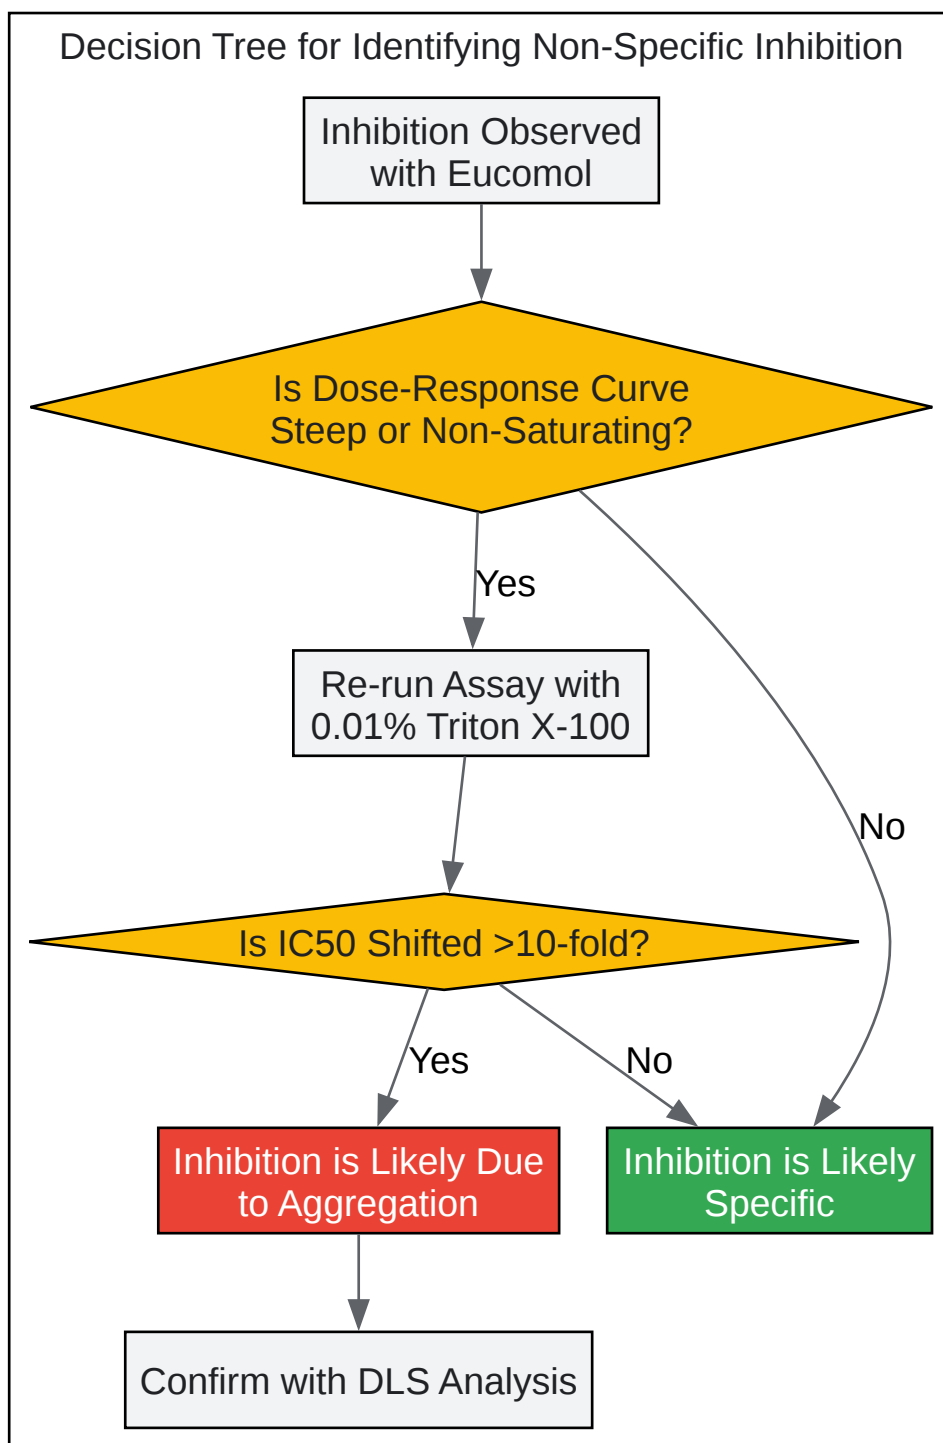 Decision Tree for Identifying Non-Specific Inhibition
Inhibition Observed
with Eucomol
Is Dose-Response Curve
Steep or Non-Saturating?
Yes
Re-run Assay with
0.01% Triton X-100
No
Is IC50 Shifted >10-fold?
Yes
No
Inhibition is Likely Due
to Aggregation
Inhibition is Likely
Specific
Confirm with DLS Analysis